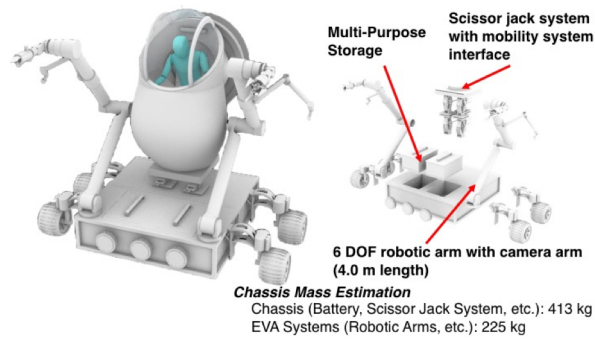 Multi-Purpose
Storage
Scissor jack system
with mobility system
interface
6 DOF robotic arm with camera arm
(4.0 m length)
Chassis Mass Estimation
Chassis (Battery, Scissor Jack System, etc.): 413 kg
EVA Systems (Robotic Arms, etc.): 225 kg